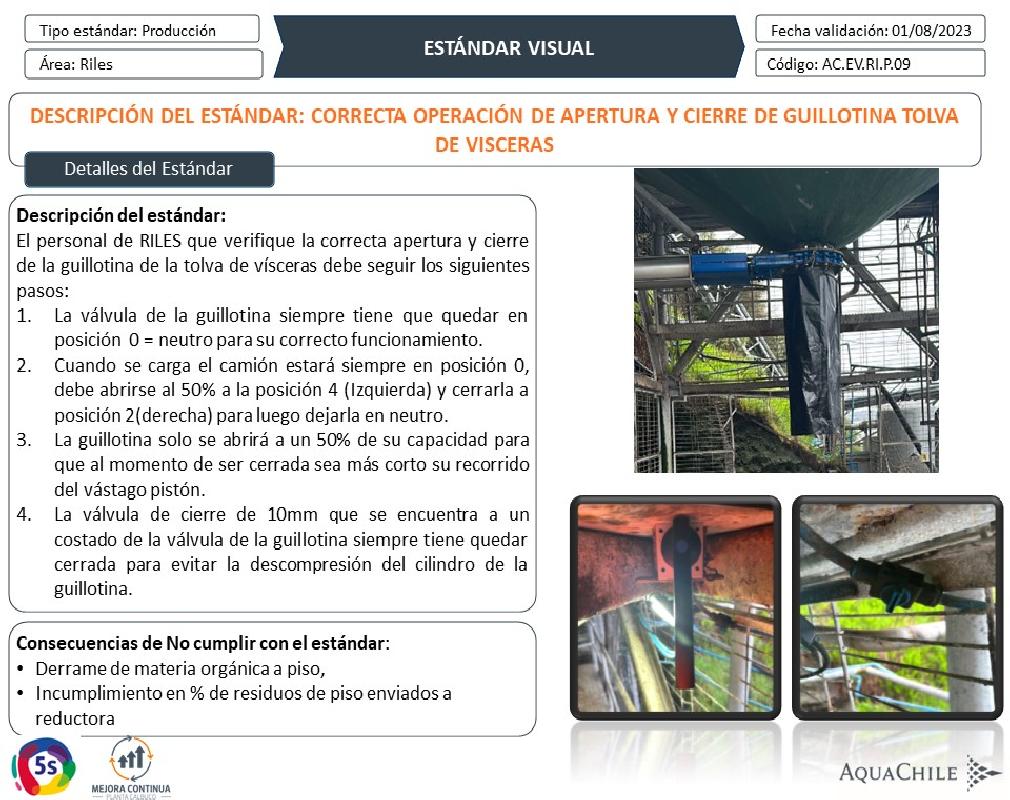 Tipo estándar: Producción
Área: Riles
ESTÁNDAR VISUAL
Fecha validación: 01/08/2023
Código: AC.EV.RI.P.09
DESCRIPCIÓN DEL ESTÁNDAR: CORRECTA OPERACIÓN DE APERTURA Y CIERRE DE GUILLOTINA TOLVA
DE VISCERAS
Detalles del Estándar
Descripción del estándar:
El personal de RILES que verifique la correcta apertura y cierre
de la guillotina de la tolva de vísceras debe seguir los siguientes
pasos:
1. La válvula de la guillotina siempre tiene que quedar en
posición 0 = neutro para su correcto funcionamiento.
2. Cuando se carga el camión estará siempre en posición 0,
debe abrirse al 50% a la posición 4 (Izquierda) y cerrarla a
posición 2(derecha) para luego dejarla en neutro.
3. La guillotina solo se abrirá a un 50% de su capacidad para
que al momento de ser cerrada sea más corto su recorrido
del vástago pistón.
4. La válvula de cierre de 10mm que se encuentra a un
costado de la válvula de la guillotina siempre tiene quedar
cerrada para evitar la descompresión del cilindro de la
guillotina.
Consecuencias de No cumplir con el estándar:
• Derrame de materia orgánica a piso,
• Incumplimiento en % de residuos de piso enviados a
reductora
5s
MEJORA CONTINUA
PLANTA CALBUCO
AQUACHILE